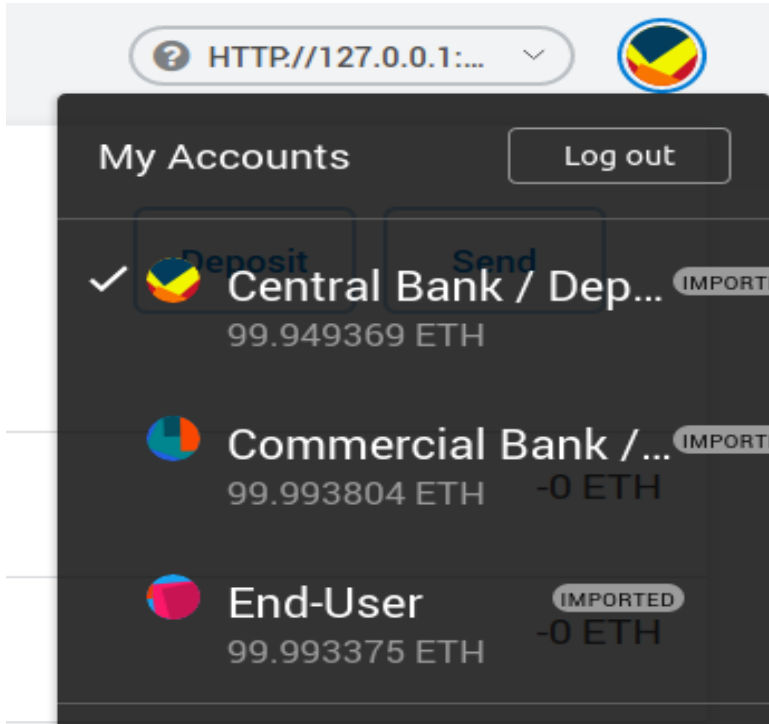 ? HTTP://127.0.0.1:...
My Accounts
Log out
Deposit
Send
Central Bank / Dep...
IMPORT
99.949369 ETH
Commercial Bank /...
IMPORT
99.993804 ETH
-0 ETH
End-User
IMPORTED
99.993375 ETH
-0 ETH